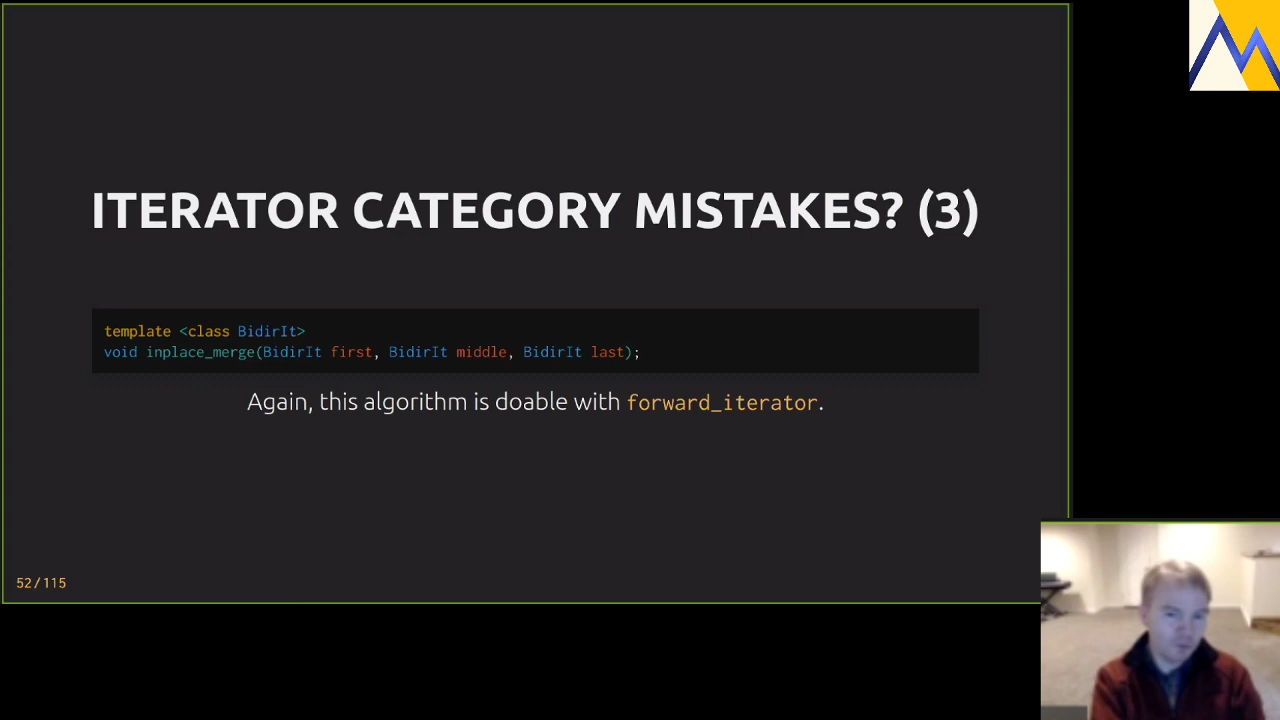 ITERATOR CATEGORY MISTAKES? (3)
template <class BidirIt>
void inplace_merge(BidirIt first, BidirIt middle, BidirIt last);
Again, this algorithm is doable with forward_iterator.
52/115